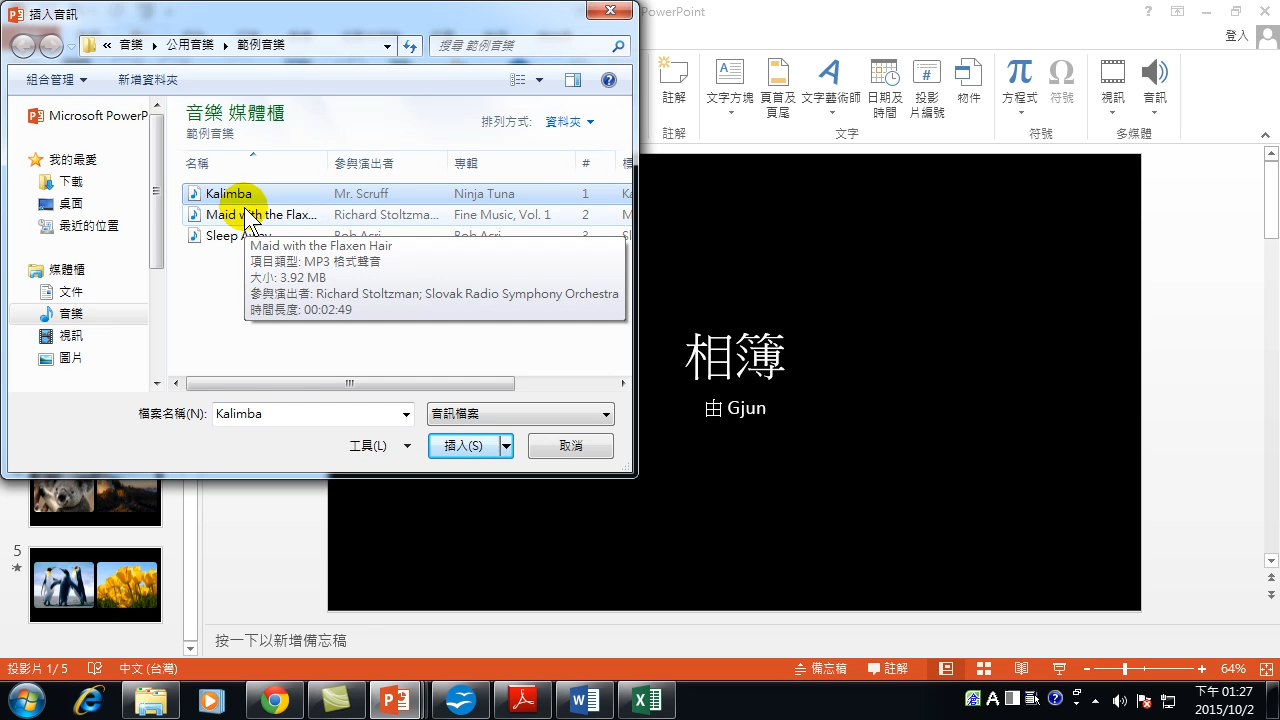 插入音訊
PowerPoint
登入
« 音樂 ▸ 公用音樂 ▸ 範例音樂
搜尋 範例音樂
組合管理
新增資料夾
Microsoft PowerP
我的最愛
下載
桌面
最近的位置
媒體櫃
文件
音樂
視訊
圖片
音樂 媒體櫃
範例音樂
排列方式: 資料夾
名稱 參與演出者 專輯 #
Kalimba Mr. Scruff Ninja Tuna 1 Ka
Maid with the Flax... Richard Stoltzma... Fine Music, Vol. 1 2 M
Sleep Away Bob Acri Bob Acri 3 Sl
Maid with the Flaxen Hair
項目類型: MP3 格式聲音
大小: 3.92 MB
參與演出者: Richard Stoltzman; Slovak Radio Symphony Orchestra
時間長度: 00:02:49
檔案名稱(N): Kalimba
音訊檔案
工具(L)
插入(S)
取消
註解
文字方塊
頁首及頁尾
文字藝術師
日期及時間
投影片編號
物件
方程式
符號
視訊
音訊
註解
文字
符號
多媒體
相簿
由 Gjun
5
按一下以新增備忘稿
投影片 1/ 5
中文 (台灣)
備忘稿
註解
64%
下午 01:27
2015/10/2